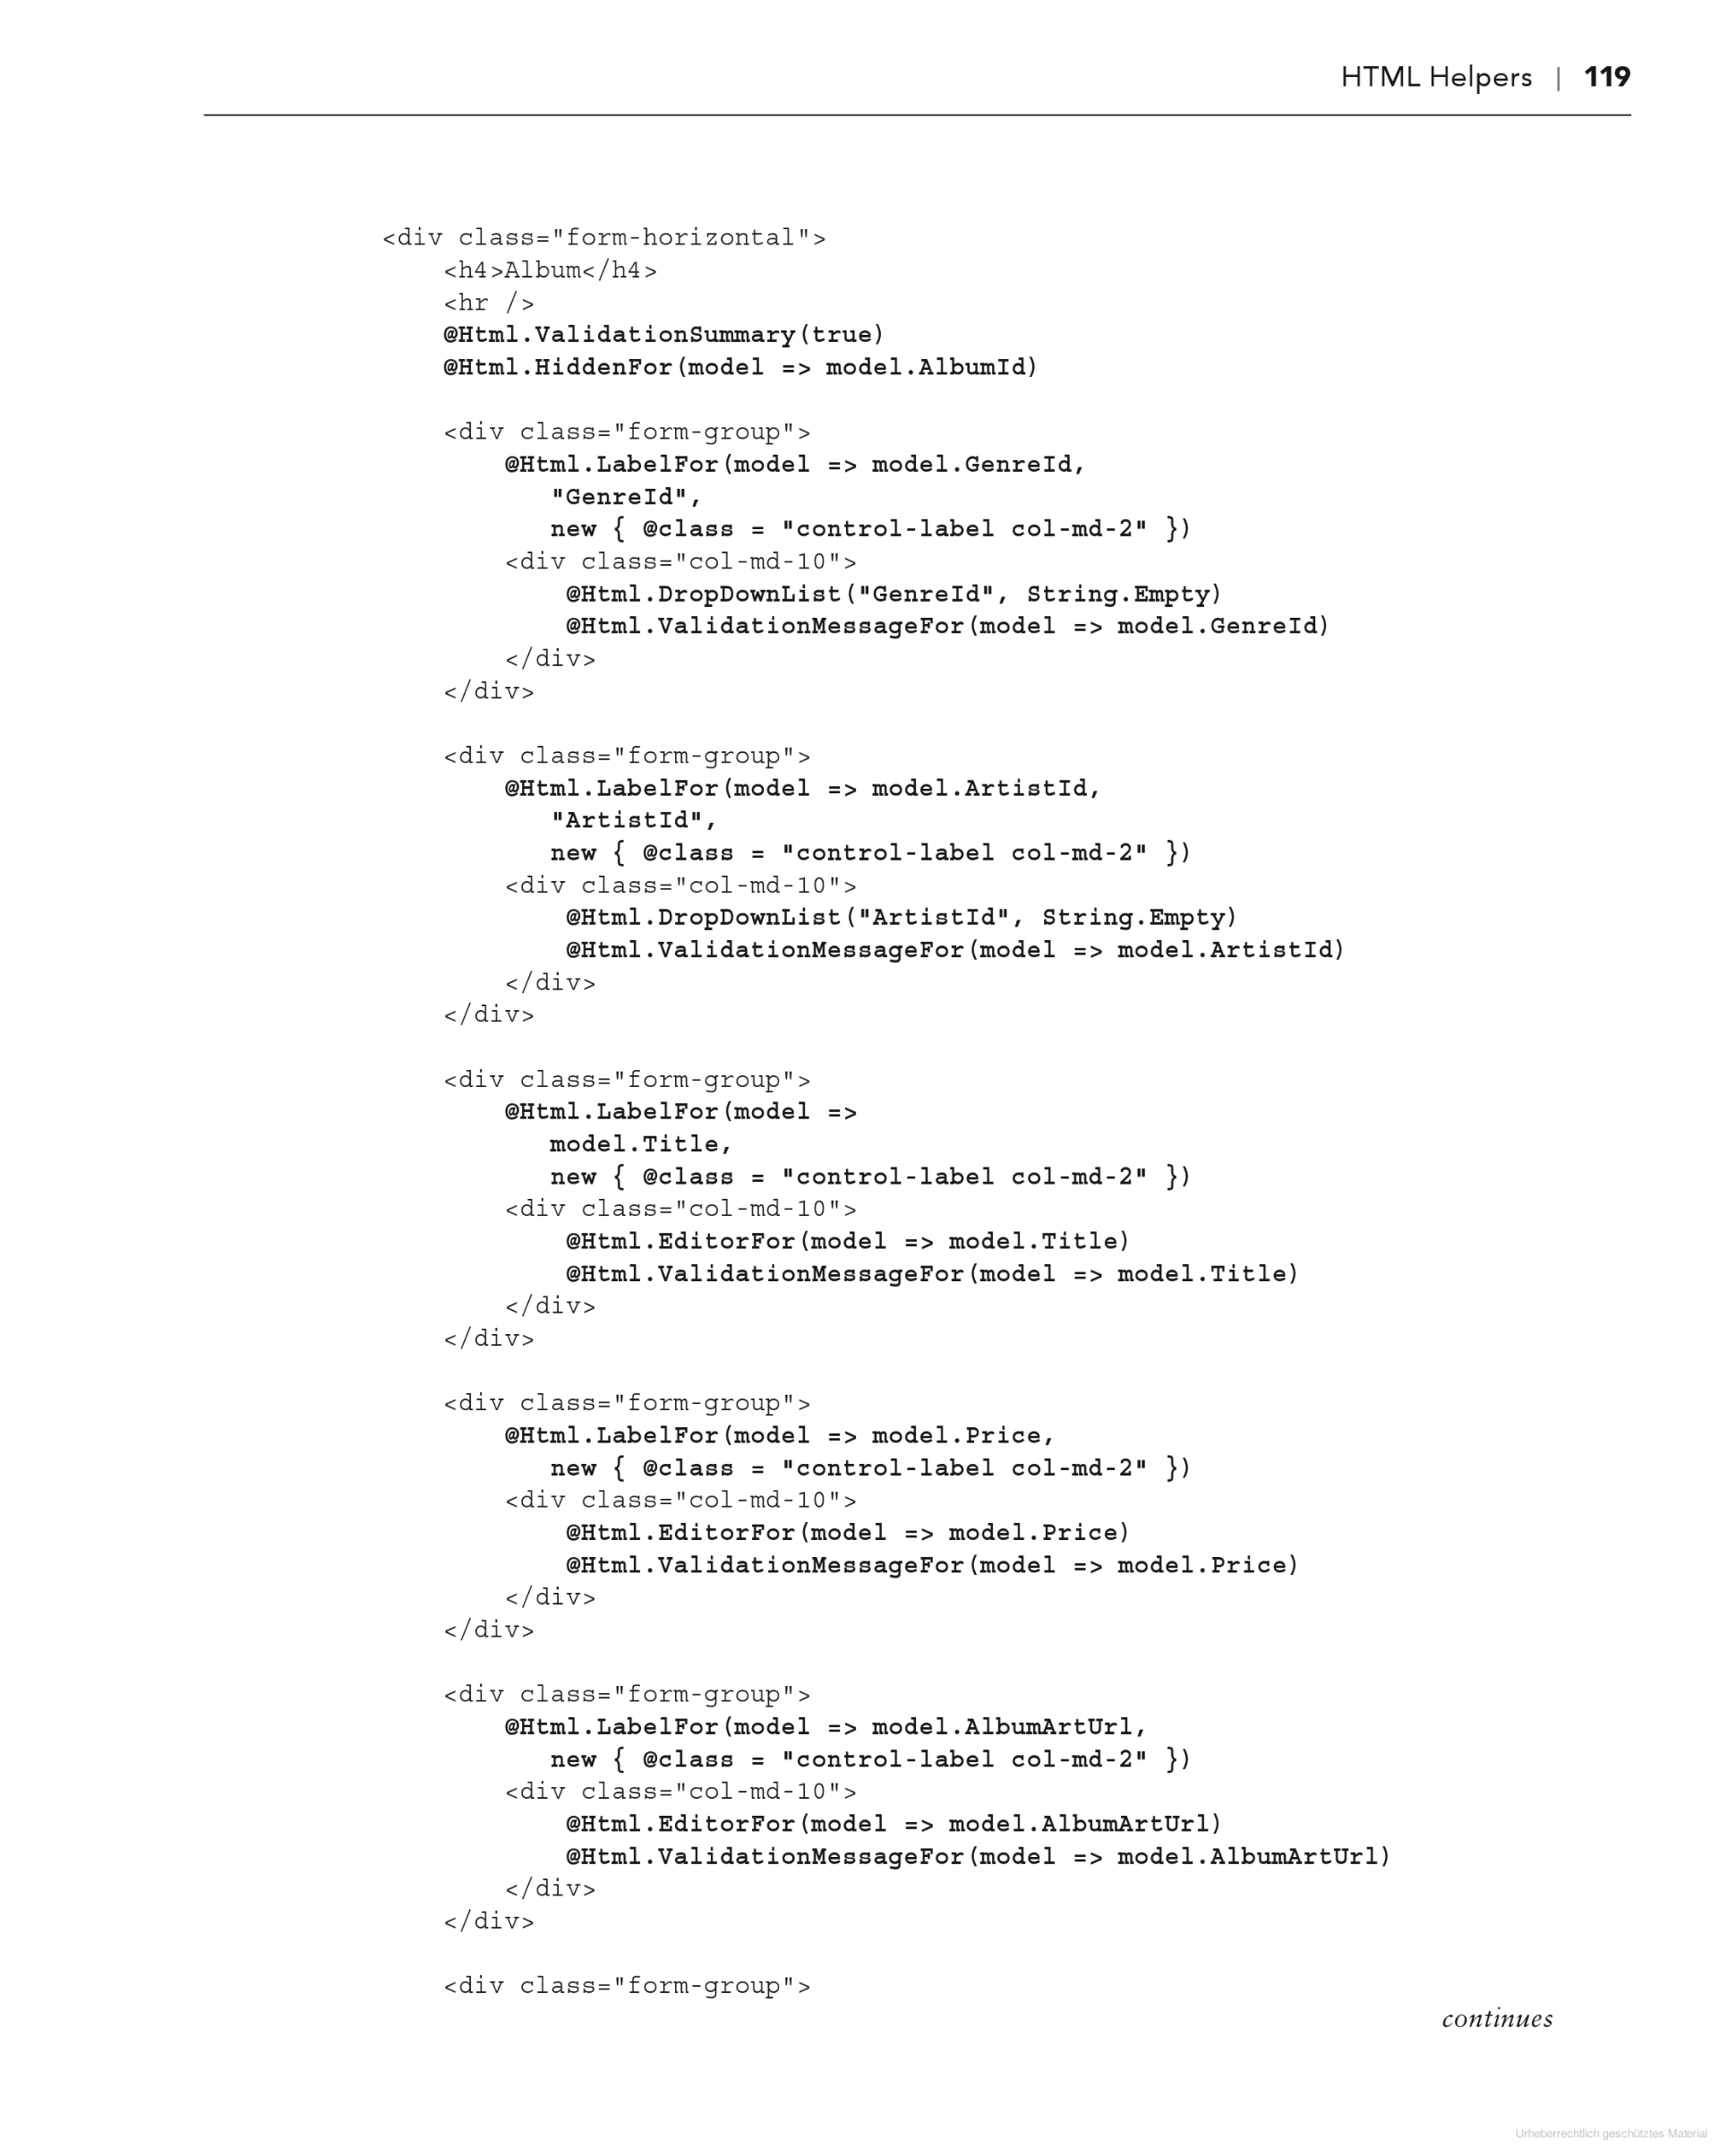 HTML Helpers | 119
<div class="form-horizontal">
    <h4>Album</h4>
    <hr />
    @Html.ValidationSummary(true)
    @Html.HiddenFor(model => model.AlbumId)

    <div class="form-group">
        @Html.LabelFor(model => model.GenreId,
           "GenreId",
           new { @class = "control-label col-md-2" })
        <div class="col-md-10">
            @Html.DropDownList("GenreId", String.Empty)
            @Html.ValidationMessageFor(model => model.GenreId)
        </div>
    </div>

    <div class="form-group">
        @Html.LabelFor(model => model.ArtistId,
           "ArtistId",
           new { @class = "control-label col-md-2" })
        <div class="col-md-10">
            @Html.DropDownList("ArtistId", String.Empty)
            @Html.ValidationMessageFor(model => model.ArtistId)
        </div>
    </div>

    <div class="form-group">
        @Html.LabelFor(model =>
           model.Title,
           new { @class = "control-label col-md-2" })
        <div class="col-md-10">
            @Html.EditorFor(model => model.Title)
            @Html.ValidationMessageFor(model => model.Title)
        </div>
    </div>

    <div class="form-group">
        @Html.LabelFor(model => model.Price,
           new { @class = "control-label col-md-2" })
        <div class="col-md-10">
            @Html.EditorFor(model => model.Price)
            @Html.ValidationMessageFor(model => model.Price)
        </div>
    </div>

    <div class="form-group">
        @Html.LabelFor(model => model.AlbumArtUrl,
           new { @class = "control-label col-md-2" })
        <div class="col-md-10">
            @Html.EditorFor(model => model.AlbumArtUrl)
            @Html.ValidationMessageFor(model => model.AlbumArtUrl)
        </div>
    </div>

    <div class="form-group">
continues
Urheberrechtlich geschütztes Material